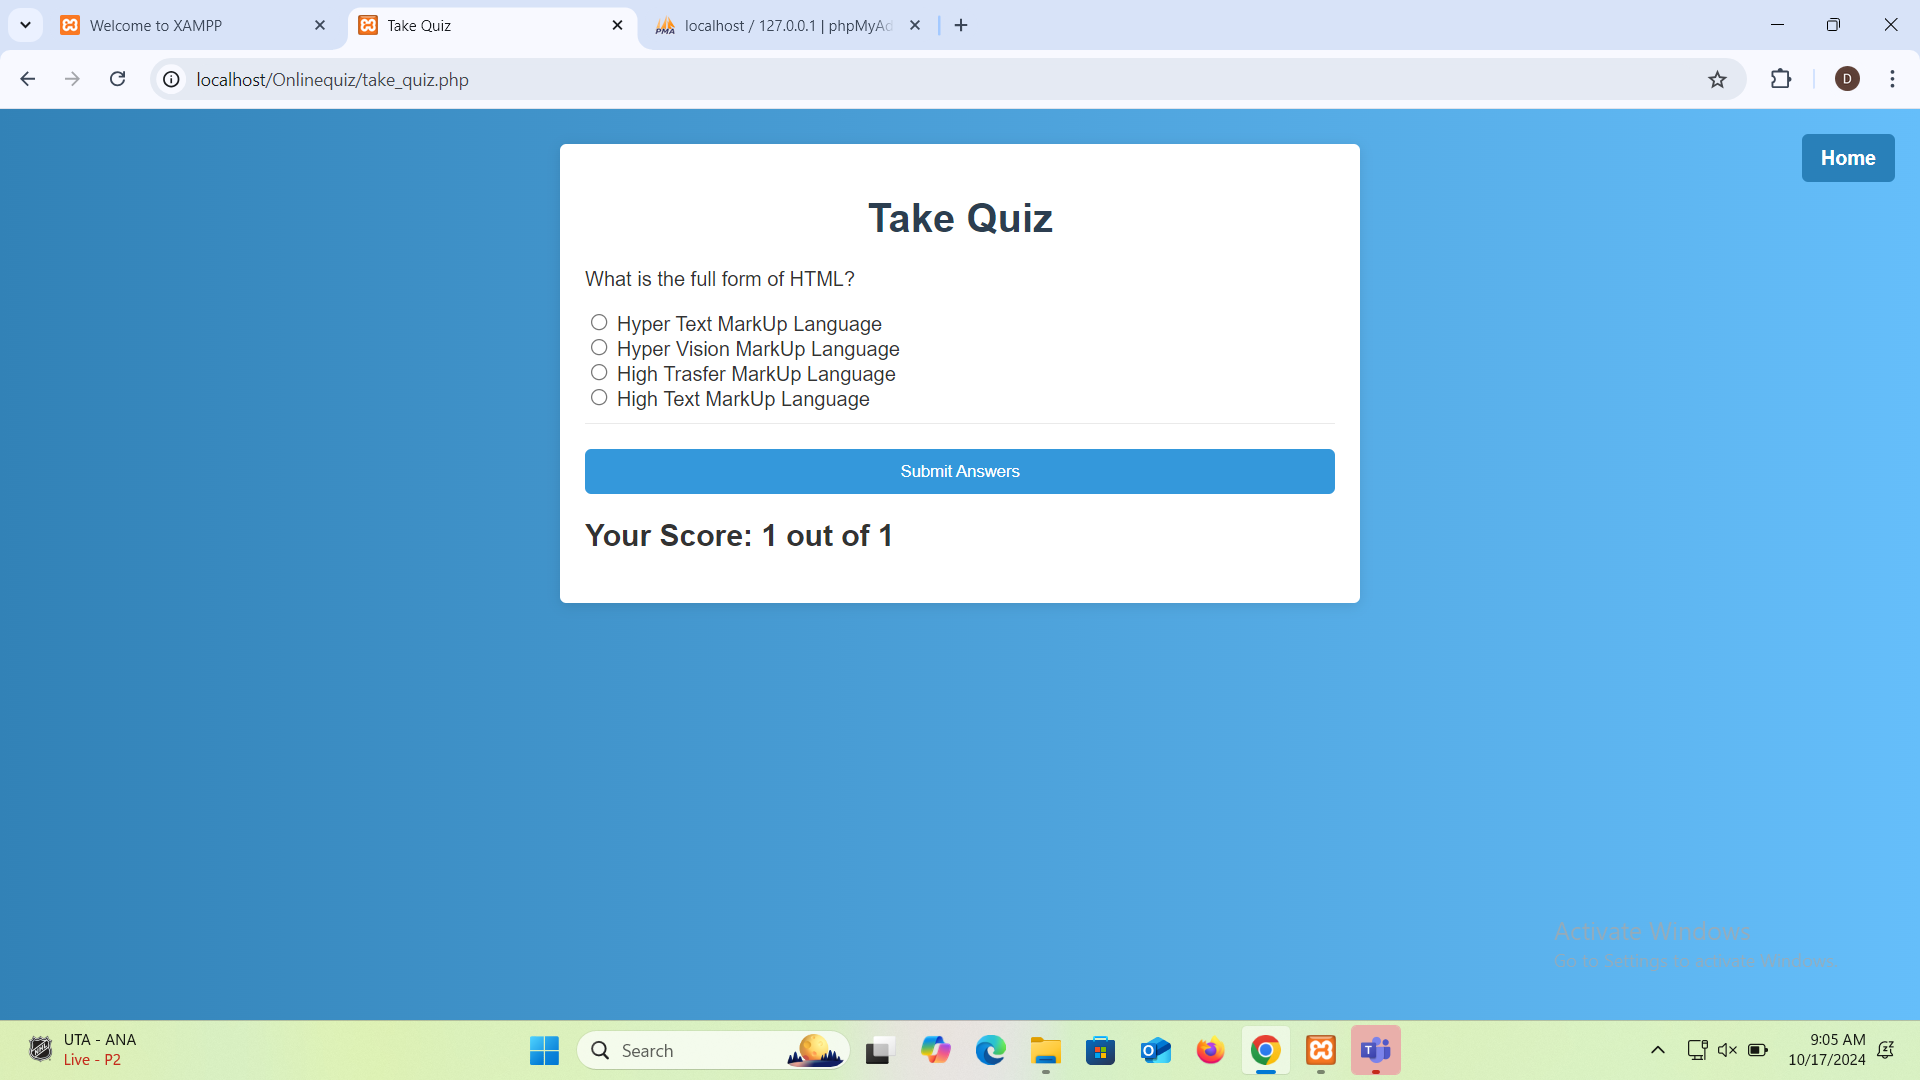 Welcome to XAMPP
Take Quiz
localhost / 127.0.0.1 | phpMyAd
localhost/Onlinequiz/take_quiz.php
D
Home
Take Quiz
What is the full form of HTML?
Hyper Text MarkUp Language
Hyper Vision MarkUp Language
High Trasfer MarkUp Language
High Text MarkUp Language
Submit Answers
Your Score: 1 out of 1
Activate Windows
Go to Settings to activate Windows.
UTA - ANA
Live - P2
Search
9:05 AM
10/17/2024